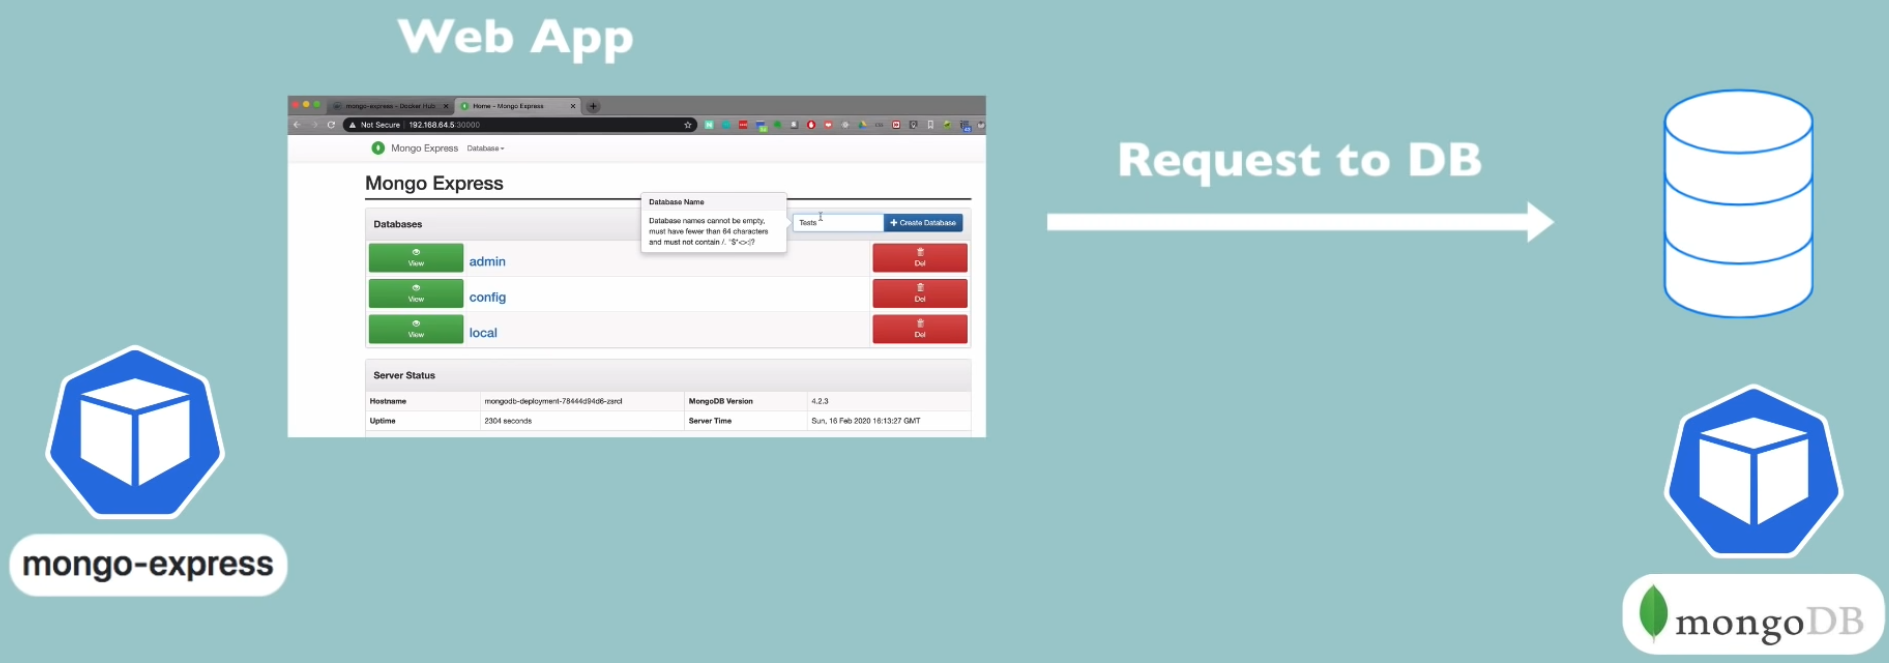 Web App
mongo-express - Docker Hub
Home - Mongo Express
Not Secure | 192.168.64.5:30000
Mongo Express Database
Mongo Express
Database Name
Database names cannot be empty,
must have fewer than 64 characters
and must not contain /. "$*<>:|?
Databases
Tests
+ Create Database
View
admin
Del
View
config
Del
View
local
Del
Server Status
Hostname mongodb-deployment-78444d94d6-zsrcl MongoDB Version 4.2.3
Uptime 2304 seconds Server Time Sun, 16 Feb 2020 16:13:27 GMT
Request to DB
mongo-express
mongoDB